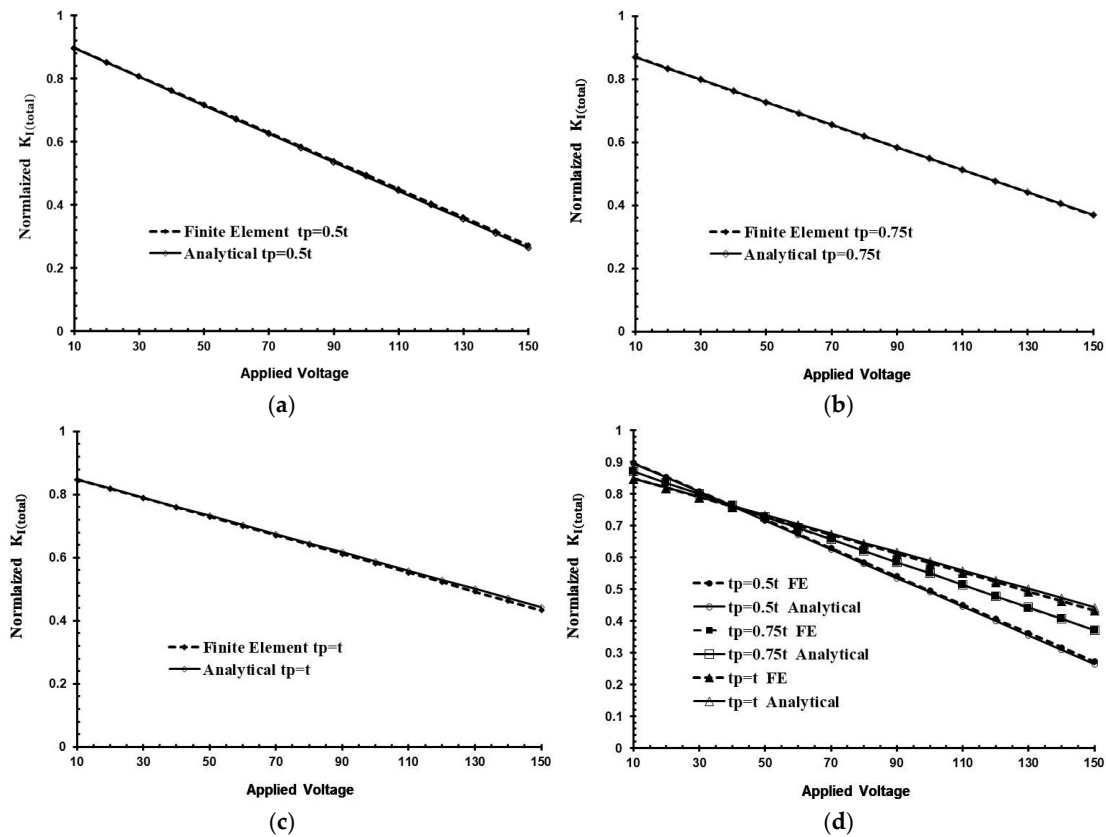 1
0.8
0.6
0.4
0.2
0
Normlaized K_I(total)
Finite Element tp=0.5t
Analytical tp=0.5t
10 30 50 70 90 110 130 150
Applied Voltage
(a)
1
0.8
0.6
0.4
0.2
0
Normlaized K_I(total)
Finite Element tp=0.75t
Analytical tp=0.75t
10 30 50 70 90 110 130 150
Applied Voltage
(b)
1
0.8
0.6
0.4
0.2
0
Normlaized K_I(total)
Finite Element tp=t
Analytical tp=t
10 30 50 70 90 110 130 150
Applied Voltage
(c)
1
0.9
0.8
0.7
0.6
0.5
0.4
0.3
0.2
0.1
0
Normlaized K_I(total)
tp=0.5t FE
tp=0.5t Analytical
tp=0.75t FE
tp=0.75t Analytical
tp=t FE
tp=t Analytical
10 30 50 70 90 110 130 150
Applied Voltage
(d)